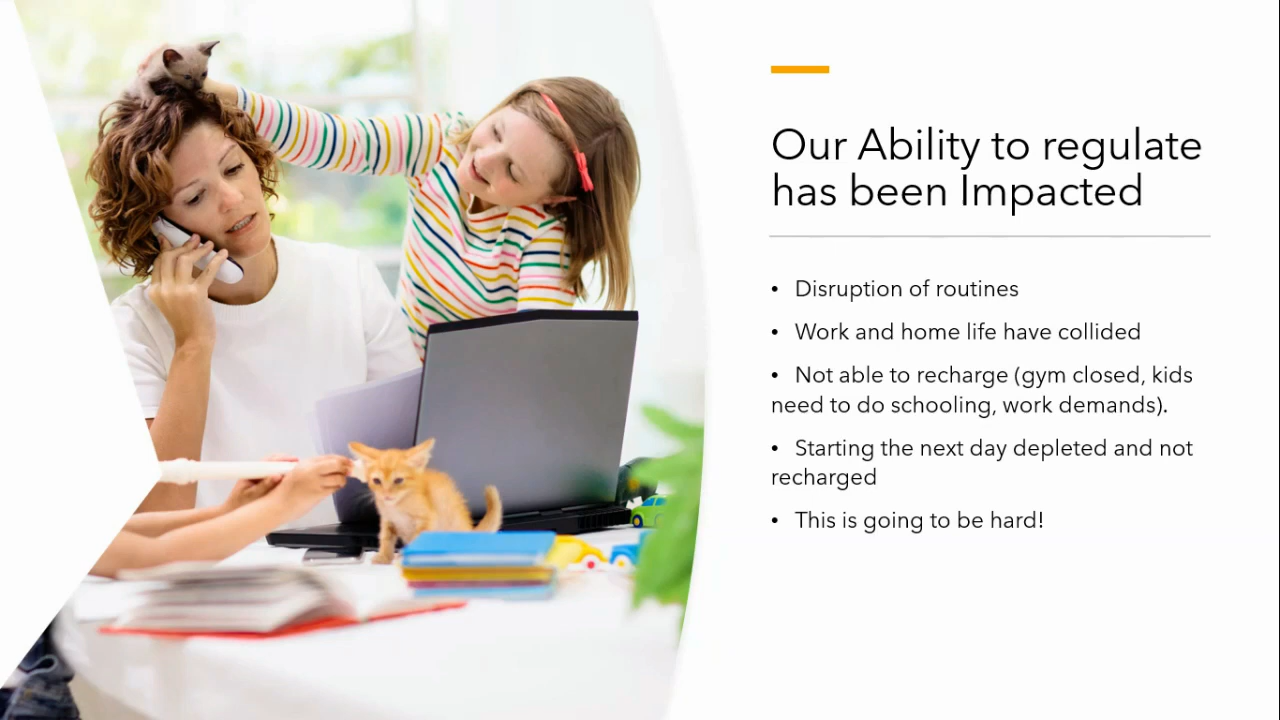 Our Ability to regulate
has been Impacted
• Disruption of routines
• Work and home life have collided
• Not able to recharge (gym closed, kids
need to do schooling, work demands).
• Starting the next day depleted and not
recharged
• This is going to be hard!